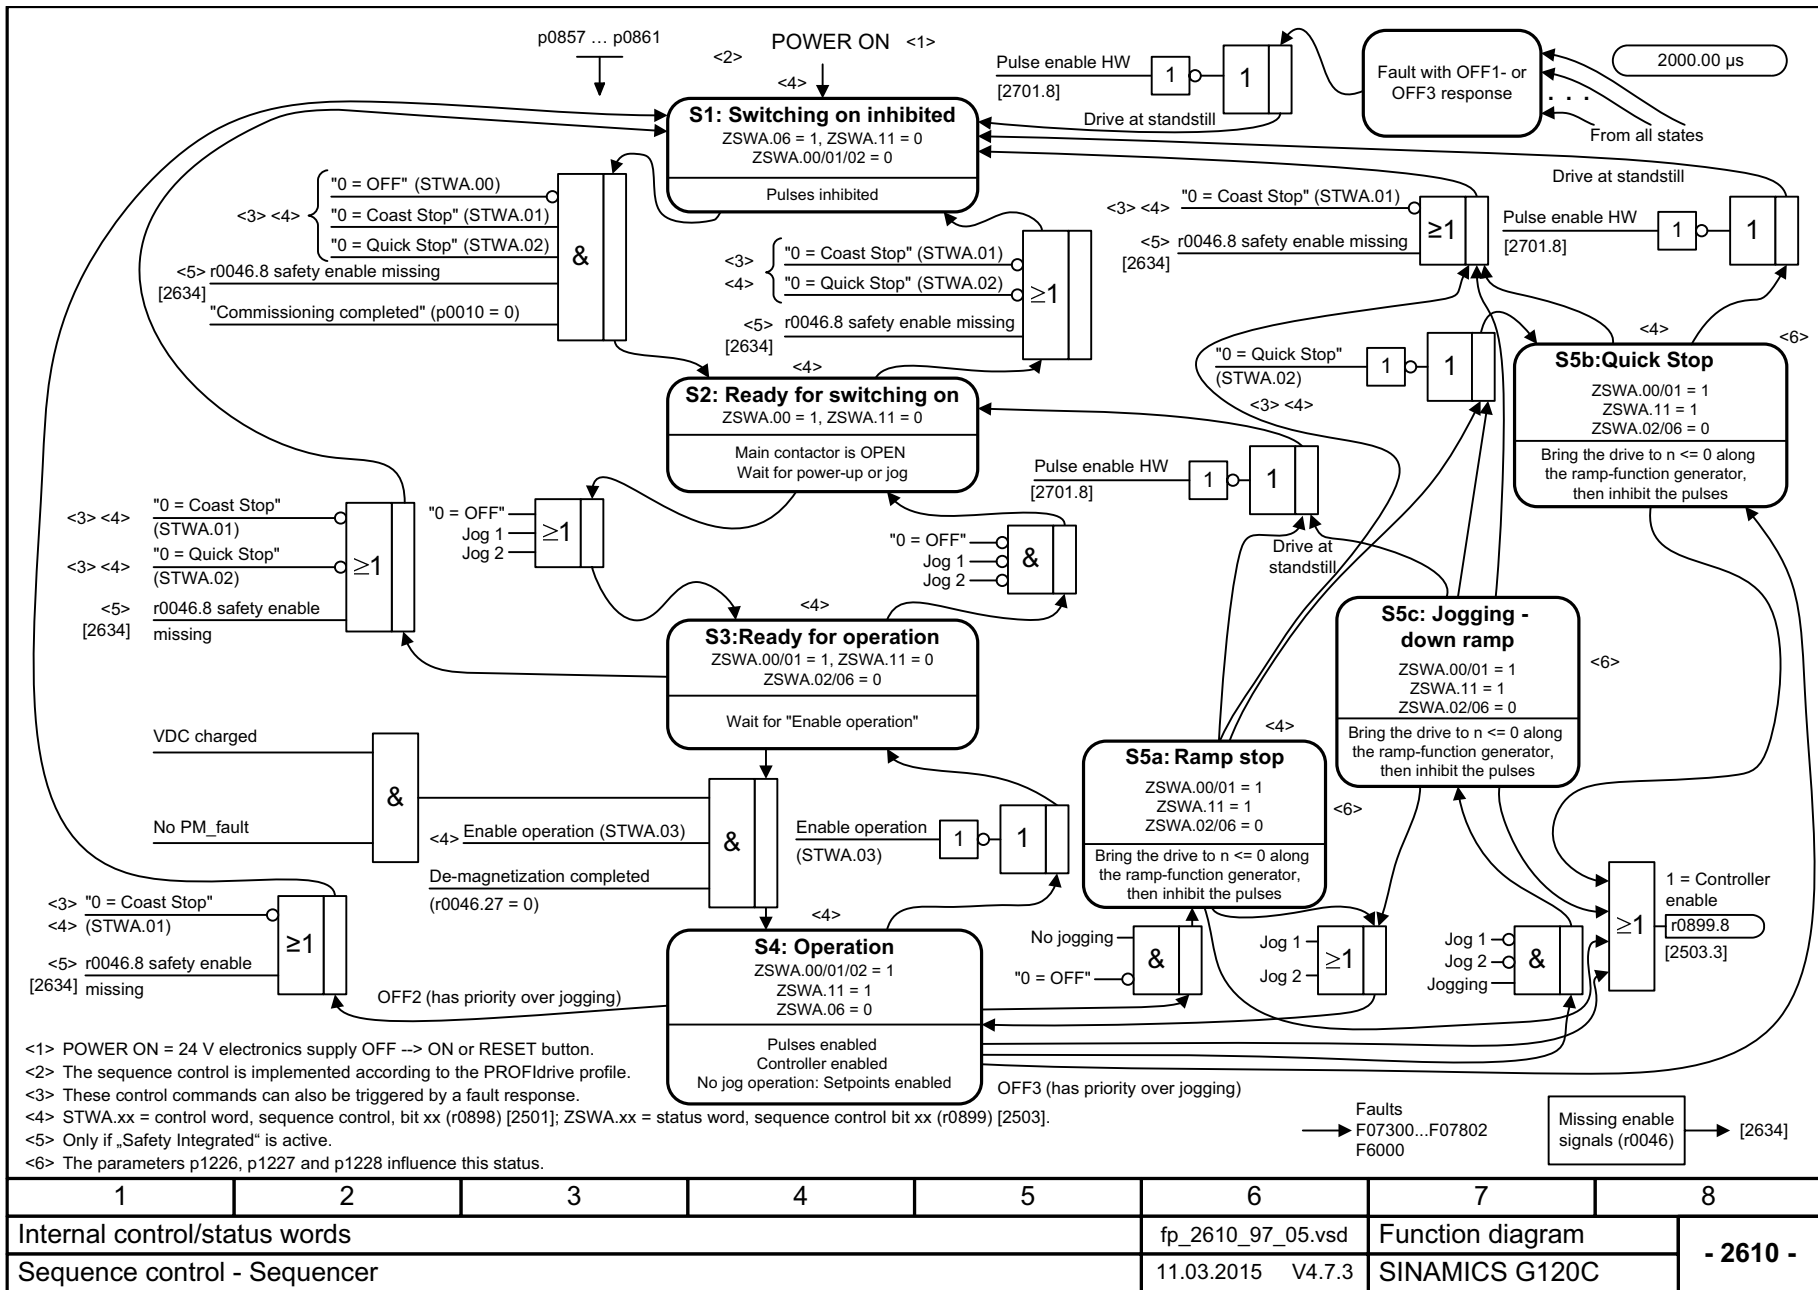 p0857 ... p0861
<2>
POWER ON <1>
<4>
S1: Switching on inhibited
ZSWA.06 = 1, ZSWA.11 = 0
ZSWA.00/01/02 = 0
Pulses inhibited
Pulse enable HW
[2701.8]
1
1
Drive at standstill
Fault with OFF1- or
OFF3 response
. . .
From all states
2000.00 µs
<3> <4>
"0 = OFF" (STWA.00)
"0 = Coast Stop" (STWA.01)
"0 = Quick Stop" (STWA.02)
<5> r0046.8 safety enable missing
[2634]
"Commissioning completed" (p0010 = 0)
&
<3>
<4>
"0 = Coast Stop" (STWA.01)
"0 = Quick Stop" (STWA.02)
<5> r0046.8 safety enable missing
[2634]
≥1
<3> <4> "0 = Coast Stop" (STWA.01)
<5> r0046.8 safety enable missing
[2634]
≥1
Drive at standstill
Pulse enable HW
[2701.8]
1
1
<4>
S2: Ready for switching on
ZSWA.00 = 1, ZSWA.11 = 0
Main contactor is OPEN
Wait for power-up or jog
"0 = Quick Stop"
(STWA.02)
<3> <4>
1
1
<4>
<6>
S5b:Quick Stop
ZSWA.00/01 = 1
ZSWA.11 = 1
ZSWA.02/06 = 0
Bring the drive to n <= 0 along
the ramp-function generator,
then inhibit the pulses
Pulse enable HW
[2701.8]
1
1
Drive at
standstill
<3> <4>
"0 = Coast Stop"
(STWA.01)
<3> <4>
"0 = Quick Stop"
(STWA.02)
<5>
[2634]
r0046.8 safety enable
missing
≥1
"0 = OFF"
Jog 1
Jog 2
≥1
"0 = OFF"
Jog 1
Jog 2
&
<4>
S3:Ready for operation
ZSWA.00/01 = 1, ZSWA.11 = 0
ZSWA.02/06 = 0
Wait for "Enable operation"
S5c: Jogging -
down ramp
ZSWA.00/01 = 1
ZSWA.11 = 1
ZSWA.02/06 = 0
Bring the drive to n <= 0 along
the ramp-function generator,
then inhibit the pulses
<6>
<4>
S5a: Ramp stop
ZSWA.00/01 = 1
ZSWA.11 = 1
ZSWA.02/06 = 0
Bring the drive to n <= 0 along
the ramp-function generator,
then inhibit the pulses
<6>
VDC charged
No PM_fault
&
<4> Enable operation (STWA.03)
De-magnetization completed
(r0046.27 = 0)
&
Enable operation
(STWA.03)
1
1
<3> "0 = Coast Stop"
<4> (STWA.01)
<5> r0046.8 safety enable
[2634] missing
≥1
OFF2 (has priority over jogging)
<4>
S4: Operation
ZSWA.00/01/02 = 1
ZSWA.11 = 1
ZSWA.06 = 0
Pulses enabled
Controller enabled
No jog operation: Setpoints enabled
No jogging
"0 = OFF"
&
Jog 1
Jog 2
≥1
Jog 1
Jog 2
Jogging
&
≥1
1 = Controller
enable
r0899.8
[2503.3]
OFF3 (has priority over jogging)
<1> POWER ON = 24 V electronics supply OFF --> ON or RESET button.
<2> The sequence control is implemented according to the PROFIdrive profile.
<3> These control commands can also be triggered by a fault response.
<4> STWA.xx = control word, sequence control, bit xx (r0898) [2501]; ZSWA.xx = status word, sequence control bit xx (r0899) [2503].
<5> Only if „Safety Integrated“ is active.
<6> The parameters p1226, p1227 and p1228 influence this status.
Faults
F07300...F07802
F6000
Missing enable
signals (r0046)
[2634]
1 2 3 4 5 6 7 8
Internal control/status words
fp_2610_97_05.vsd
Function diagram
- 2610 -
Sequence control - Sequencer
11.03.2015 V4.7.3
SINAMICS G120C